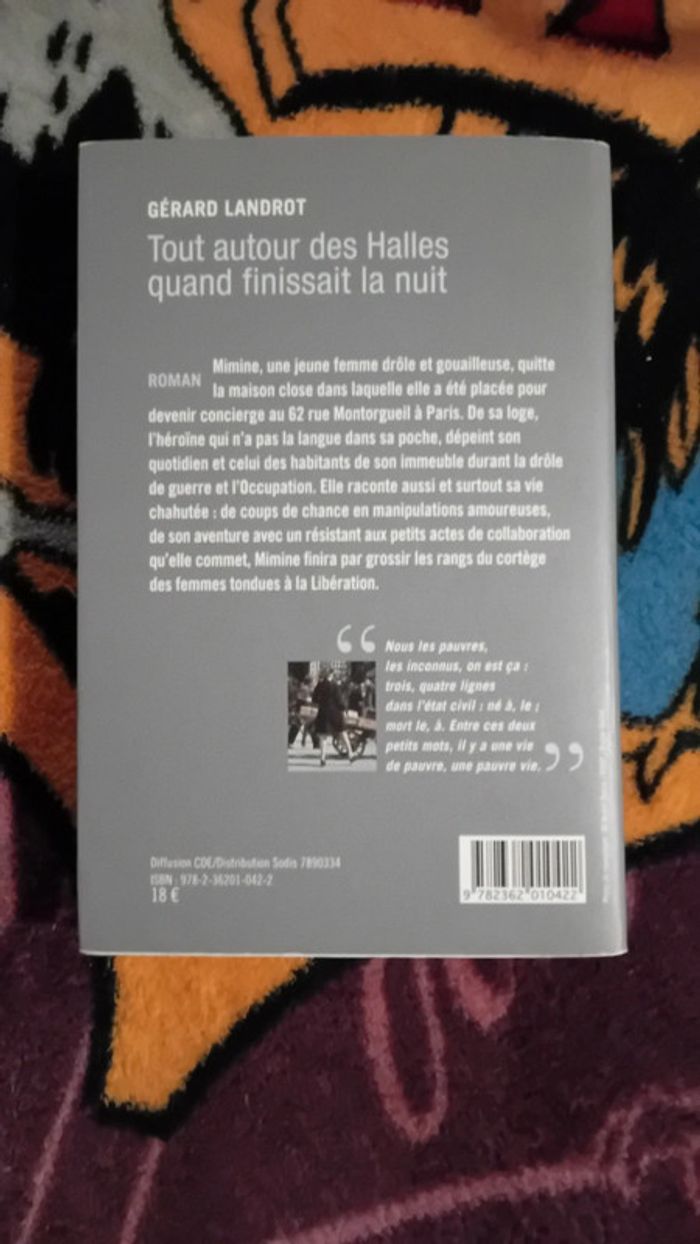 GÉRARD LANDROT
Tout autour des Halles
quand finissait la nuit
ROMAN
Mimine, une jeune femme drôle et gouailleuse, quitte
la maison close dans laquelle elle a été placée pour
devenir concierge au 62 rue Montorgueil à Paris. De sa loge,
l'héroïne qui n'a pas la langue dans sa poche, dépeint son
quotidien et celui des habitants de son immeuble durant la drôle
de guerre et l'Occupation. Elle raconte aussi et surtout sa vie
chahutée : de coups de chance en manipulations amoureuses,
de son aventure avec un résistant aux petits actes de collaboration
qu'elle commet, Mimine finira par grossir les rangs du cortège
des femmes tondues à la Libération.
“ Nous les pauvres,
les inconnus, on est ça :
trois, quatre lignes
dans l'état civil : né à, le ;
mort le, à. Entre ces deux
petits mots, il y a une vie
de pauvre, une pauvre vie. ”
Diffusion CDE/Distribution Sodis 7890334
ISBN : 978-2-36201-042-2
18 €
9 782362 010422